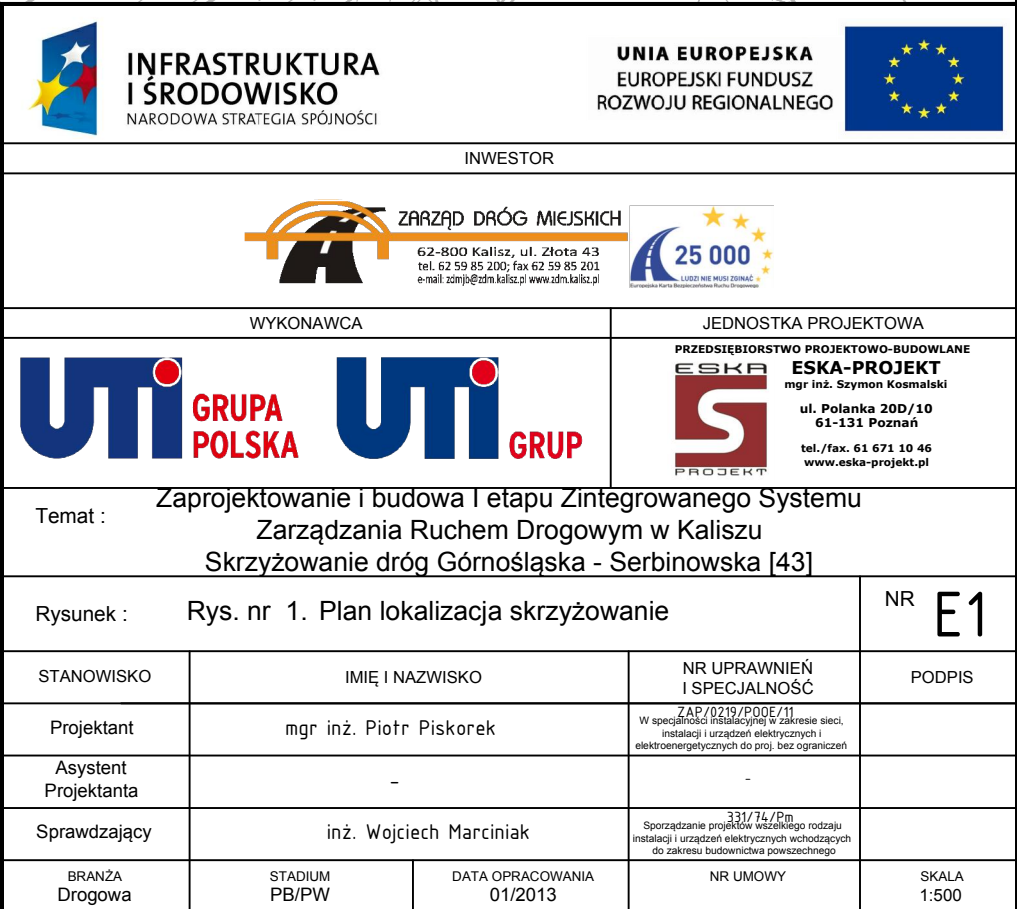 INFRASTRUKTURA
I ŚRODOWISKO
NARODOWA STRATEGIA SPÓJNOŚCI
UNIA EUROPEJSKA
EUROPEJSKI FUNDUSZ
ROZWOJU REGIONALNEGO
INWESTOR
ZARZĄD DRÓG MIEJSKICH
62-800 Kalisz, ul. Złota 43
tel. 62 59 85 200; fax 62 59 85 201
e-mail: zdmjb@zdm.kalisz.pl www.zdm.kalisz.pl
25 000
LUDZI NIE MUSI ZGINĄĆ
Europejska Karta Bezpieczeństwa Ruchu Drogowego
WYKONAWCA
JEDNOSTKA PROJEKTOWA
UTI GRUPA POLSKA
UTI GRUP
PRZEDSIĘBIORSTWO PROJEKTOWO-BUDOWLANE
ESKA
PROJEKT
ESKA-PROJEKT
mgr inż. Szymon Kosmalski
ul. Polanka 20D/10
61-131 Poznań
tel./fax. 61 671 10 46
www.eska-projekt.pl
Temat :
Zaprojektowanie i budowa I etapu Zintegrowanego Systemu
Zarządzania Ruchem Drogowym w Kaliszu
Skrzyżowanie dróg Górnośląska - Serbinowska [43]
Rysunek :
Rys. nr 1. Plan lokalizacja skrzyżowanie
NR E1
STANOWISKO
IMIĘ I NAZWISKO
NR UPRAWNIEŃ
I SPECJALNOŚĆ
PODPIS
Projektant
mgr inż. Piotr Piskorek
ZAP/0219/POOE/11
W specjalności instalacyjnej w zakresie sieci,
instalacji i urządzeń elektrycznych i
elektroenergetycznych do proj. bez ograniczeń
Asystent
Projektanta
-
-
Sprawdzający
inż. Wojciech Marciniak
331/74/Pm
Sporządzanie projektów wszelkiego rodzaju
instalacji i urządzeń elektrycznych wchodzących
do zakresu budownictwa powszechnego
BRANŻA
Drogowa
STADIUM
PB/PW
DATA OPRACOWANIA
01/2013
NR UMOWY
SKALA
1:500